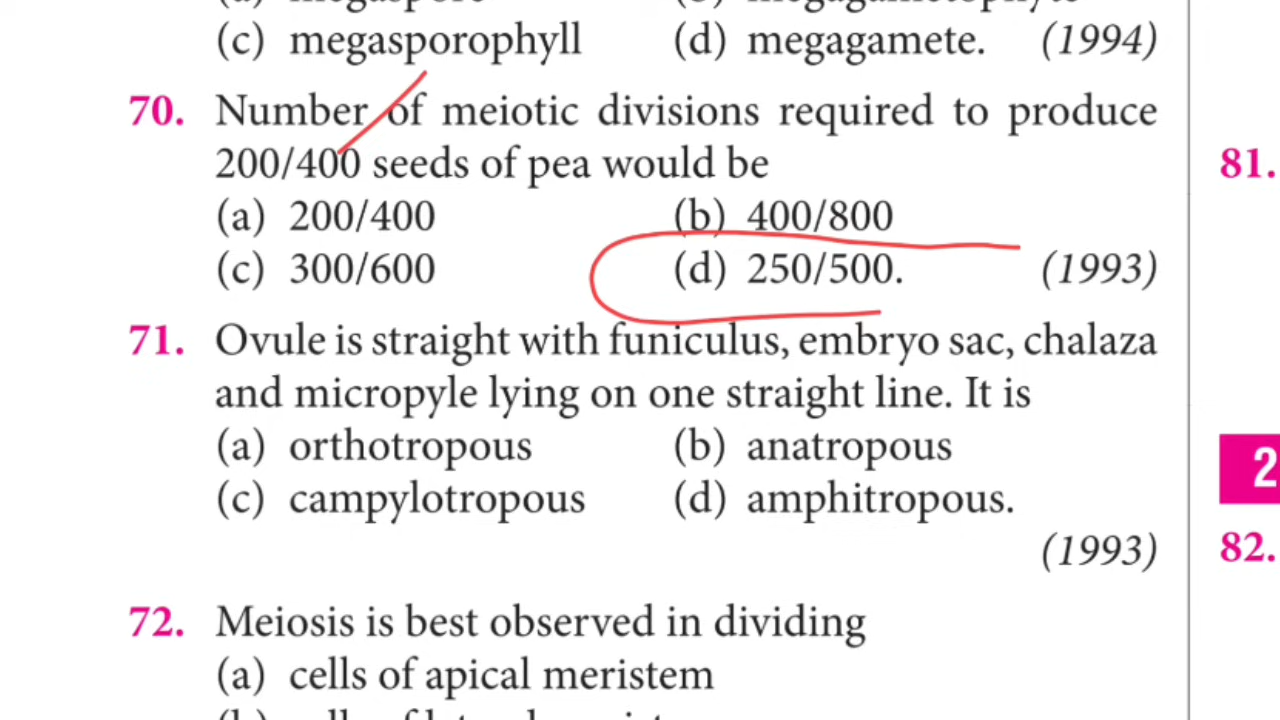 (c) megasporophyll (d) megagamete. (1994)
70. Number of meiotic divisions required to produce
200/400 seeds of pea would be
(a) 200/400 (b) 400/800
(c) 300/600 (d) 250/500. (1993)
71. Ovule is straight with funiculus, embryo sac, chalaza
and micropyle lying on one straight line. It is
(a) orthotropous (b) anatropous
(c) campylotropous (d) amphitropous.
(1993)
72. Meiosis is best observed in dividing
(a) cells of apical meristem
81.
2
82.